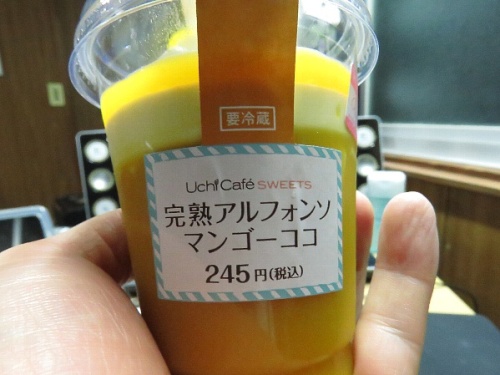 要冷蔵
Uchi Café SWEETS
完熟アルフォンソ
マンゴーココ
245円(税込)